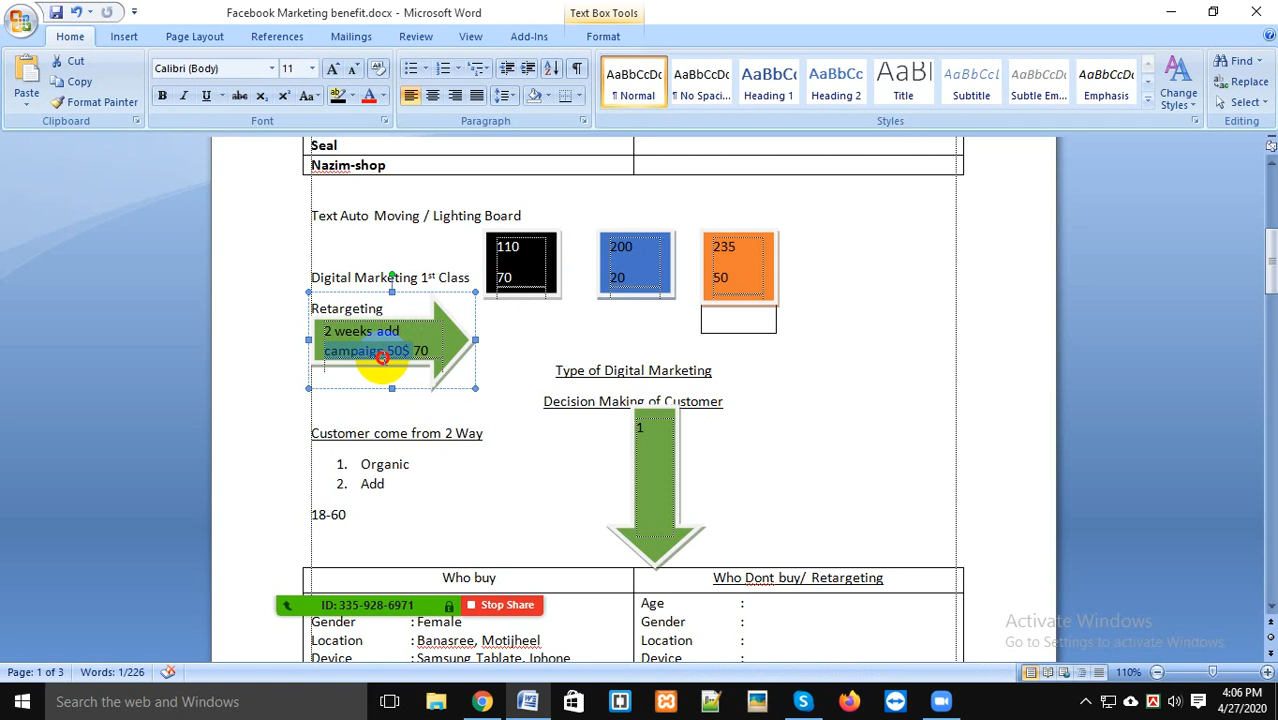 Facebook Marketing benefit.docx - Microsoft Word
Text Box Tools
Home Insert Page Layout References Mailings Review View Add-Ins Format
Paste
Cut
Copy
Format Painter
Calibri (Body) 11
AaBbCcDc AaBbCcDc AaBbCc AaBbCc AaBl AaBbCcL AaBbCcDc AaBbCcDc
¶ Normal ¶ No Spaci... Heading 1 Heading 2 Title Subtitle Subtle Em... Emphasis
Change Styles
Find
Replace
Select
Clipboard Font Paragraph Styles Editing
Seal
Nazim-shop
Text Auto Moving / Lighting Board
110
70
200
20
235
50
Digital Marketing 1st Class
Retargeting
2 weeks add
campaign 50$ 70
Type of Digital Marketing
Decision Making of Customer
1
Customer come from 2 Way
1. Organic
2. Add
18-60
Who buy Who Dont buy/ Retargeting
ID: 335-928-6971 Stop Share
Age :
Gender : Female Gender :
Location : Banasree, Motijheel Location :
Device : Samsung Tablate, Iphone Device :
Activate Windows
Go to Settings to activate Windows.
Page: 1 of 3 Words: 1/226 110%
Search the web and Windows
4:06 PM
4/27/2020